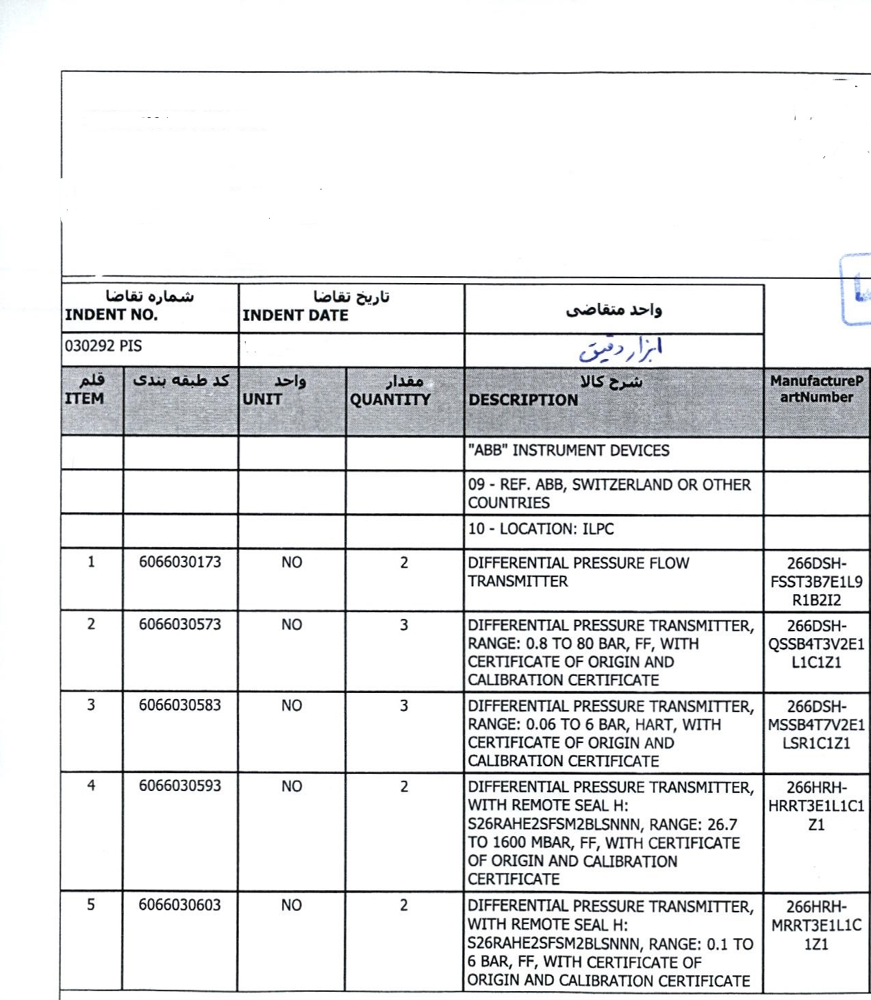 شماره تقاضا
INDENT NO.
تاریخ تقاضا
INDENT DATE
واحد متقاضی
030292 PIS
ابزار دقیق
قلم
ITEM
کد طبقه بندی
واحد
UNIT
مقدار
QUANTITY
شرح کالا
DESCRIPTION
ManufactureP
artNumber
"ABB" INSTRUMENT DEVICES
09 - REF. ABB, SWITZERLAND OR OTHER
COUNTRIES
10 - LOCATION: ILPC
1
6066030173
NO
2
DIFFERENTIAL PRESSURE FLOW
TRANSMITTER
266DSH-
FSST3B7E1L9
R1B2I2
2
6066030573
NO
3
DIFFERENTIAL PRESSURE TRANSMITTER,
RANGE: 0.8 TO 80 BAR, FF, WITH
CERTIFICATE OF ORIGIN AND
CALIBRATION CERTIFICATE
266DSH-
QSSB4T3V2E1
L1C1Z1
3
6066030583
NO
3
DIFFERENTIAL PRESSURE TRANSMITTER,
RANGE: 0.06 TO 6 BAR, HART, WITH
CERTIFICATE OF ORIGIN AND
CALIBRATION CERTIFICATE
266DSH-
MSSB4T7V2E1
LSR1C1Z1
4
6066030593
NO
2
DIFFERENTIAL PRESSURE TRANSMITTER,
WITH REMOTE SEAL H:
S26RAHE2SFSM2BLSNNN, RANGE: 26.7
TO 1600 MBAR, FF, WITH CERTIFICATE
OF ORIGIN AND CALIBRATION
CERTIFICATE
266HRH-
HRRT3E1L1C1
Z1
5
6066030603
NO
2
DIFFERENTIAL PRESSURE TRANSMITTER,
WITH REMOTE SEAL H:
S26RAHE2SFSM2BLSNNN, RANGE: 0.1 TO
6 BAR, FF, WITH CERTIFICATE OF
ORIGIN AND CALIBRATION CERTIFICATE
266HRH-
MRRT3E1L1C
1Z1